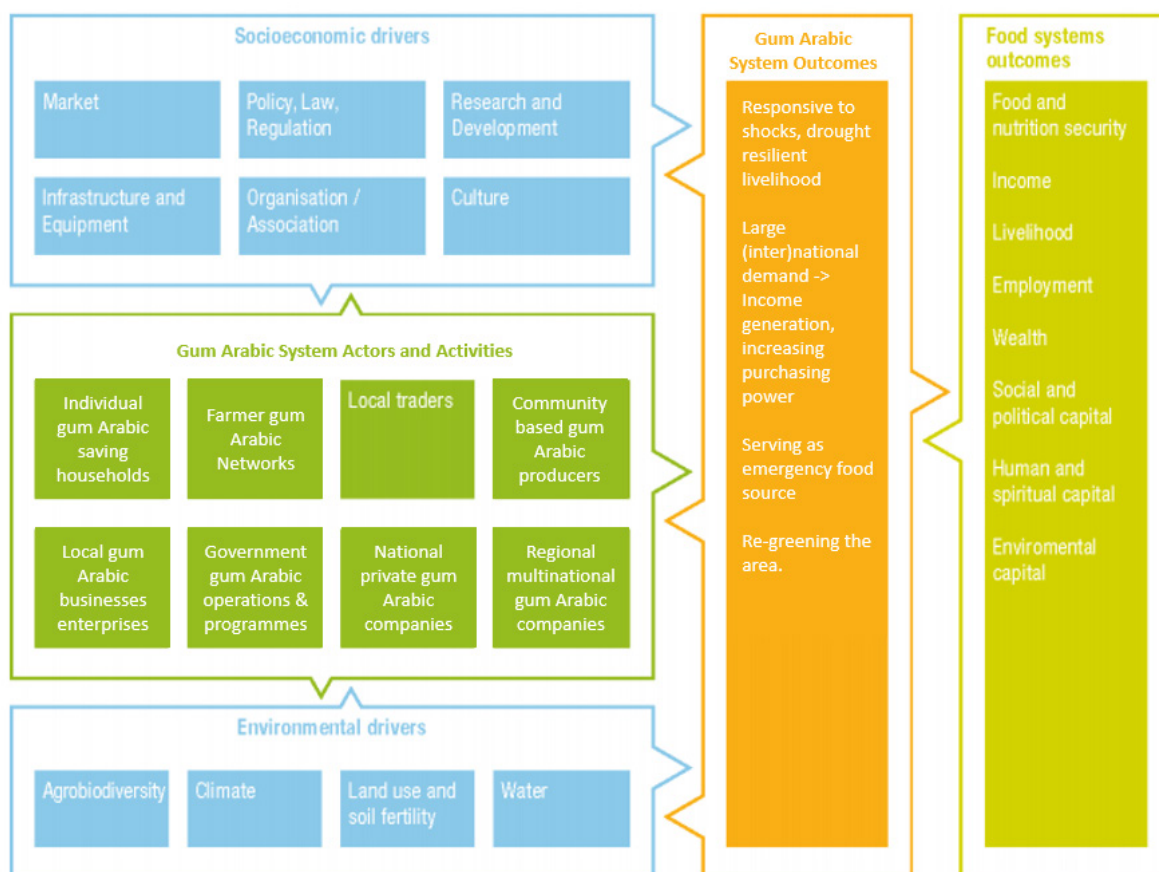 Socioeconomic drivers
Market
Policy, Law,
Regulation
Research and
Development
Infrastructure and
Equipment
Organisation /
Association
Culture
Gum Arabic System Actors and Activities
Individual
gum Arabic
saving
households
Farmer gum
Arabic
Networks
Local traders
Community
based gum
Arabic
producers
Local gum
Arabic
businesses
enterprises
Government
gum Arabic
operations &
programmes
National
private gum
Arabic
companies
Regional
multinational
gum Arabic
companies
Environmental drivers
Agrobiodiversity
Climate
Land use and
soil fertility
Water
Gum Arabic
System Outcomes
Responsive to
shocks, drought
resilient
livelihood
Large
(inter)national
demand ->
Income
generation,
increasing
purchasing
power
Serving as
emergency food
source
Re-greening the
area.
Food systems
outcomes
Food and
nutrition security
Income
Livelihood
Employment
Wealth
Social and
political capital
Human and
spiritual capital
Enviromental
capital